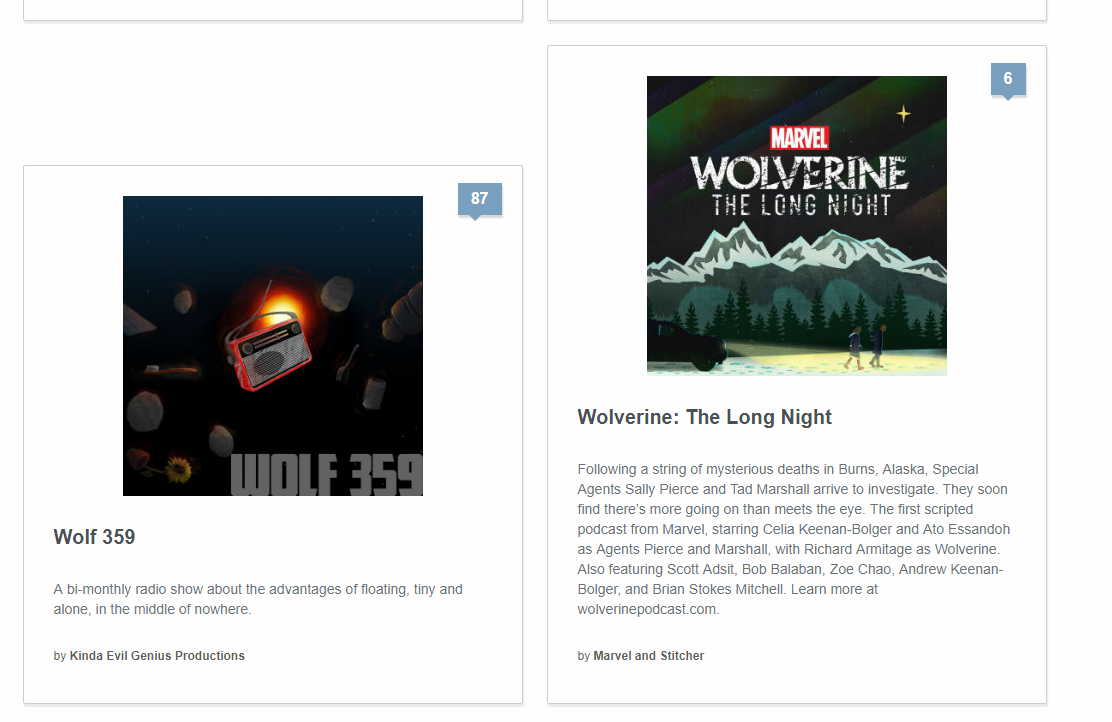 87
WOLF 359
Wolf 359
A bi-monthly radio show about the advantages of floating, tiny and
alone, in the middle of nowhere.
by Kinda Evil Genius Productions
6
MARVEL
WOLVERINE
THE LONG NIGHT
Wolverine: The Long Night
Following a string of mysterious deaths in Burns, Alaska, Special
Agents Sally Pierce and Tad Marshall arrive to investigate. They soon
find there's more going on than meets the eye. The first scripted
podcast from Marvel, starring Celia Keenan-Bolger and Ato Essandoh
as Agents Pierce and Marshall, with Richard Armitage as Wolverine.
Also featuring Scott Adsit, Bob Balaban, Zoe Chao, Andrew Keenan-
Bolger, and Brian Stokes Mitchell. Learn more at
wolverinepodcast.com.
by Marvel and Stitcher